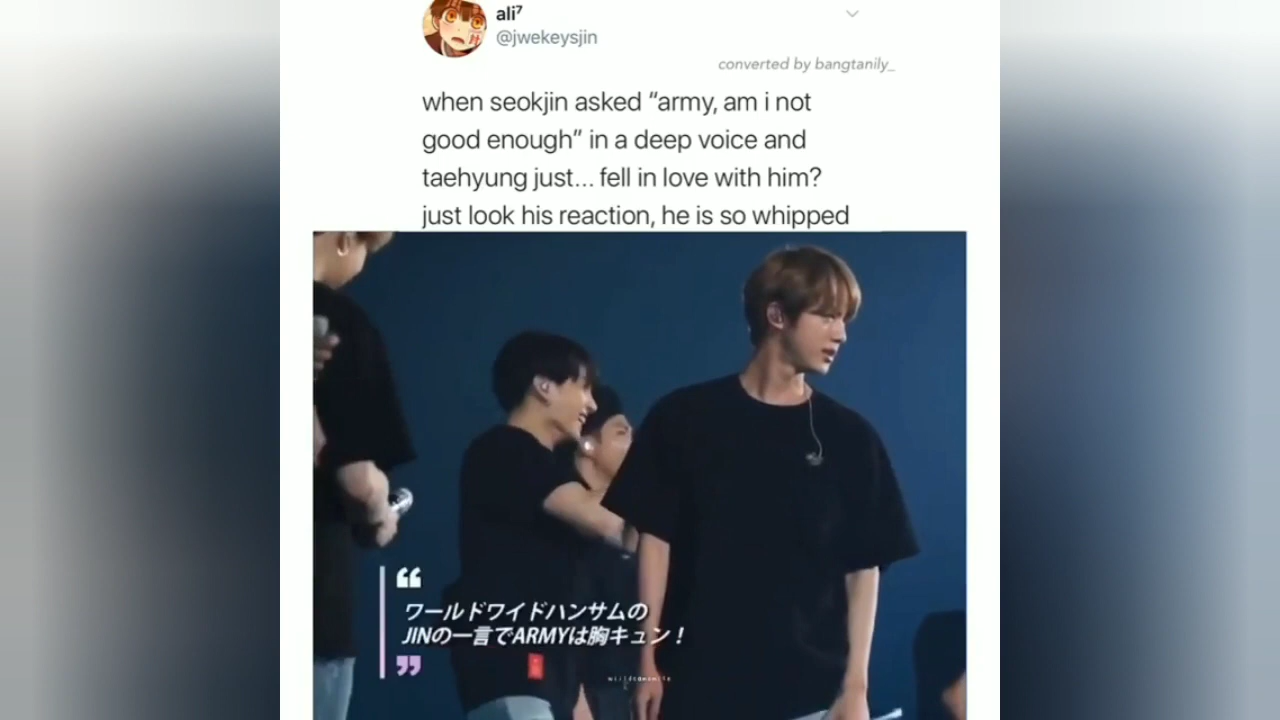 ali⁷
@jwekeysjin
converted by bangtanily_
when seokjin asked “army, am i not
good enough” in a deep voice and
taehyung just... fell in love with him?
just look his reaction, he is so whipped
“
ワールドワイドハンサムの
JINの一言でARMYは胸キュン！
”